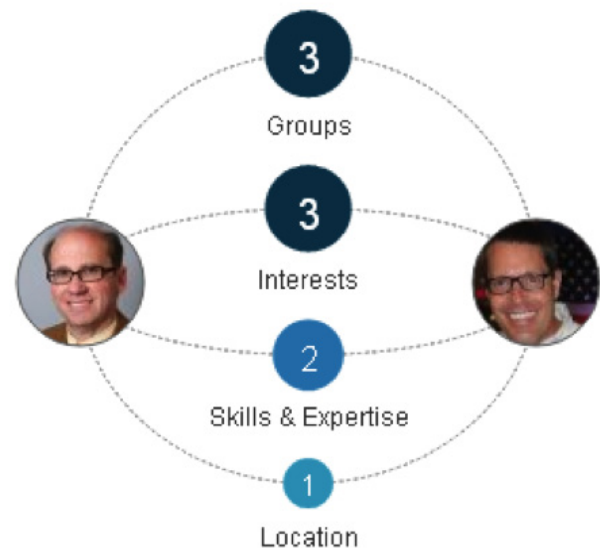 3
Groups
3
Interests
2
Skills & Expertise
1
Location